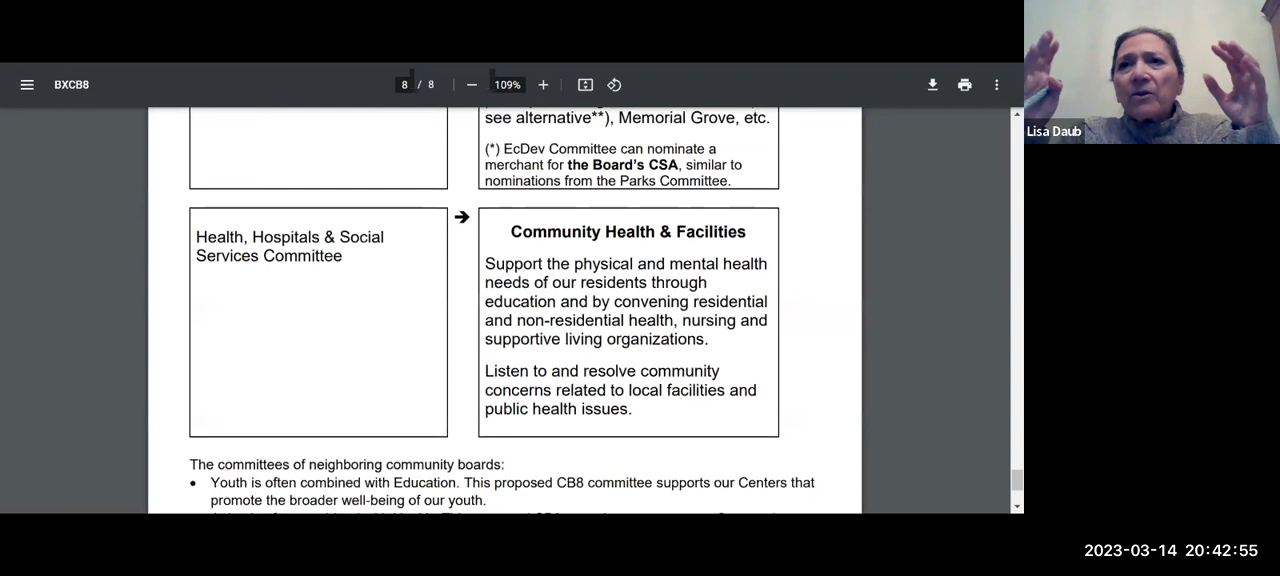 BXCB8
8 / 8
109%
see alternative**), Memorial Grove, etc.
(*) EcDev Committee can nominate a
merchant for the Board's CSA, similar to
nominations from the Parks Committee.
Health, Hospitals & Social
Services Committee
➔
Community Health & Facilities
Support the physical and mental health
needs of our residents through
education and by convening residential
and non-residential health, nursing and
supportive living organizations.
Listen to and resolve community
concerns related to local facilities and
public health issues.
The committees of neighboring community boards:
• Youth is often combined with Education. This proposed CB8 committee supports our Centers that
promote the broader well-being of our youth.
Lisa Daub
2023-03-14 20:42:55